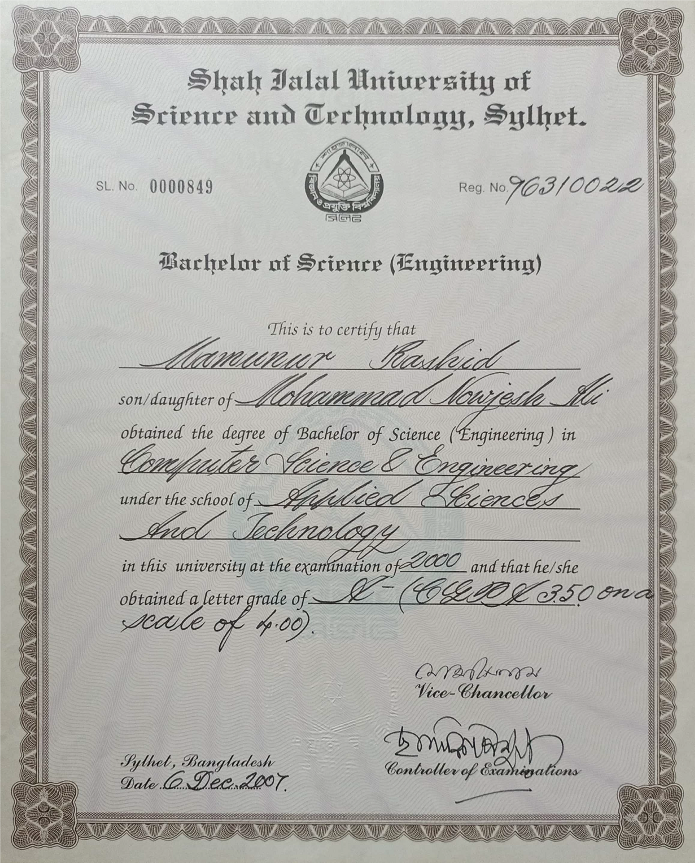 Shah Jalal University of
Science and Technology, Sylhet.
SL. No. 0000849
শাহজালাল
বিজ্ঞান ও প্রযুক্তি বিশ্ববিদ্যালয়
সিলেট
Reg. No. 96310022
Bachelor of Science (Engineering)
This is to certify that
Mamunur Rashid
son/daughter of Mohammad Nowjesh Ali
obtained the degree of Bachelor of Science (Engineering) in
Computer Science & Engineering
under the school of Applied Sciences
And Technology
in this university at the examination of 2000 and that he/she
obtained a letter grade of A- (CGPA 3.50 on a
scale of 4.00).
Vice-Chancellor
Controller of Examinations
Sylhet, Bangladesh
Date 6 Dec. 2007.